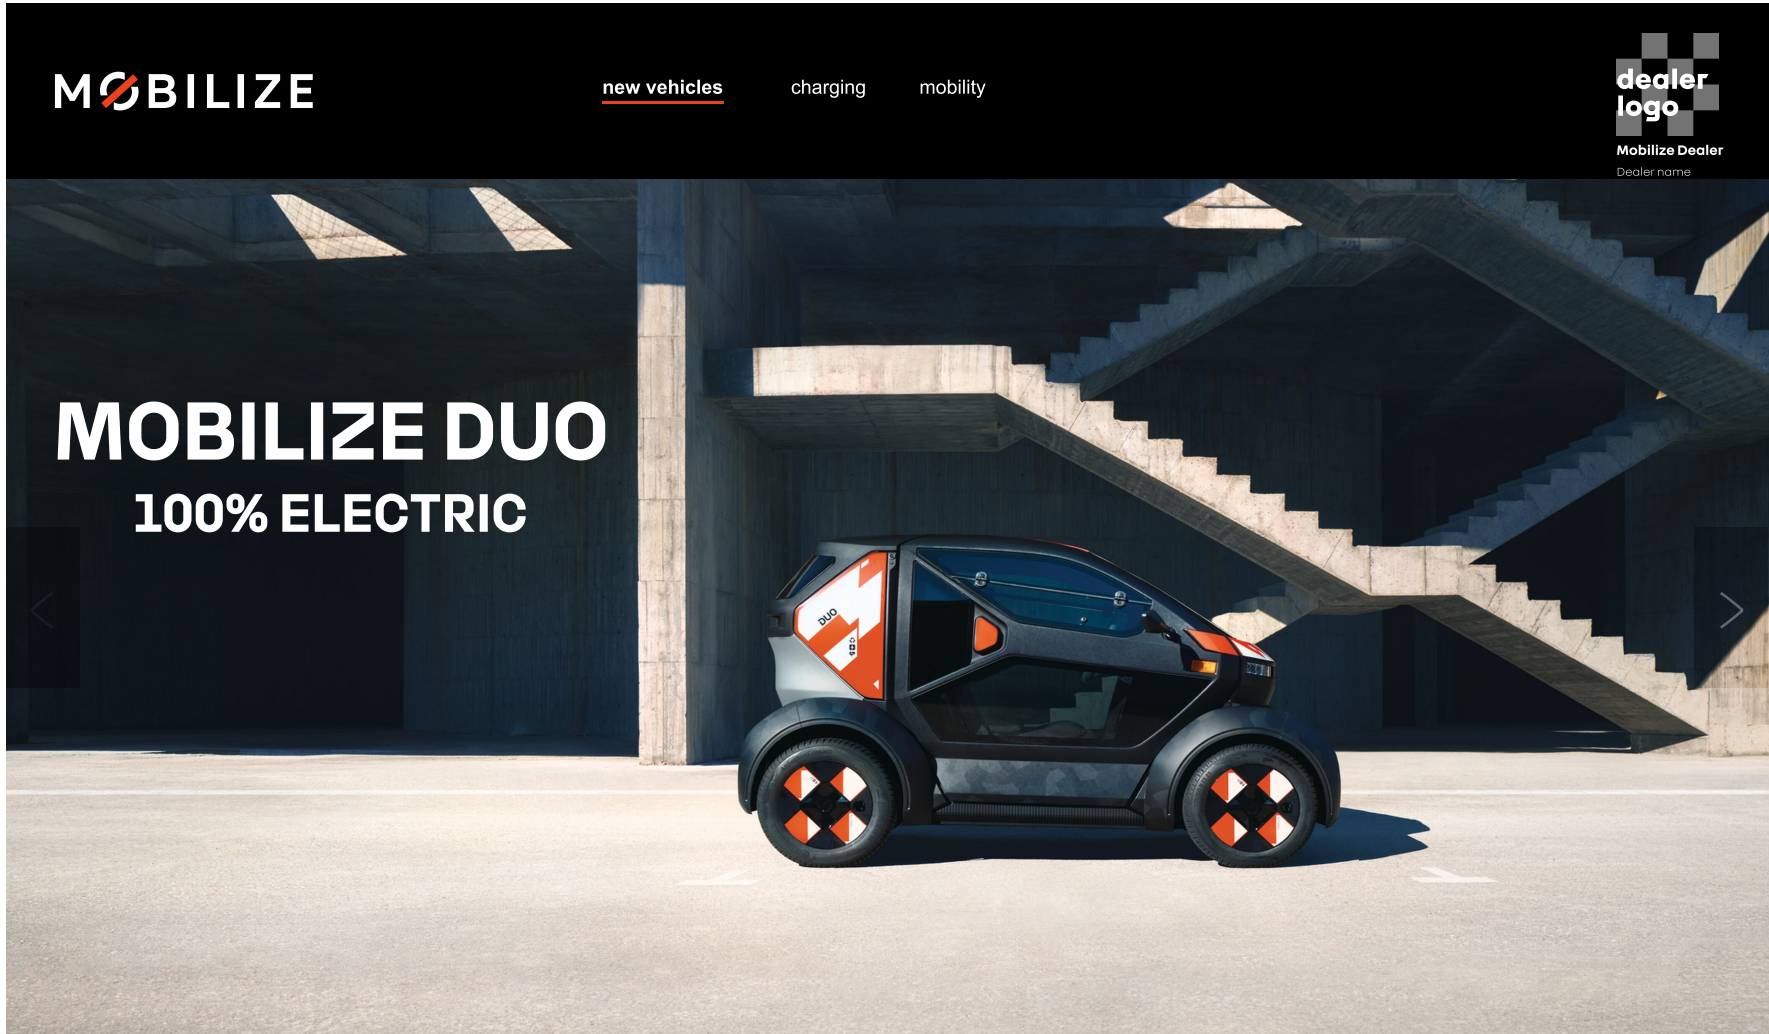 MOBILIZE
new vehicles
charging
mobility
dealer
logo
Mobilize Dealer
Dealer name
MOBILIZE DUO
100% ELECTRIC
DUO